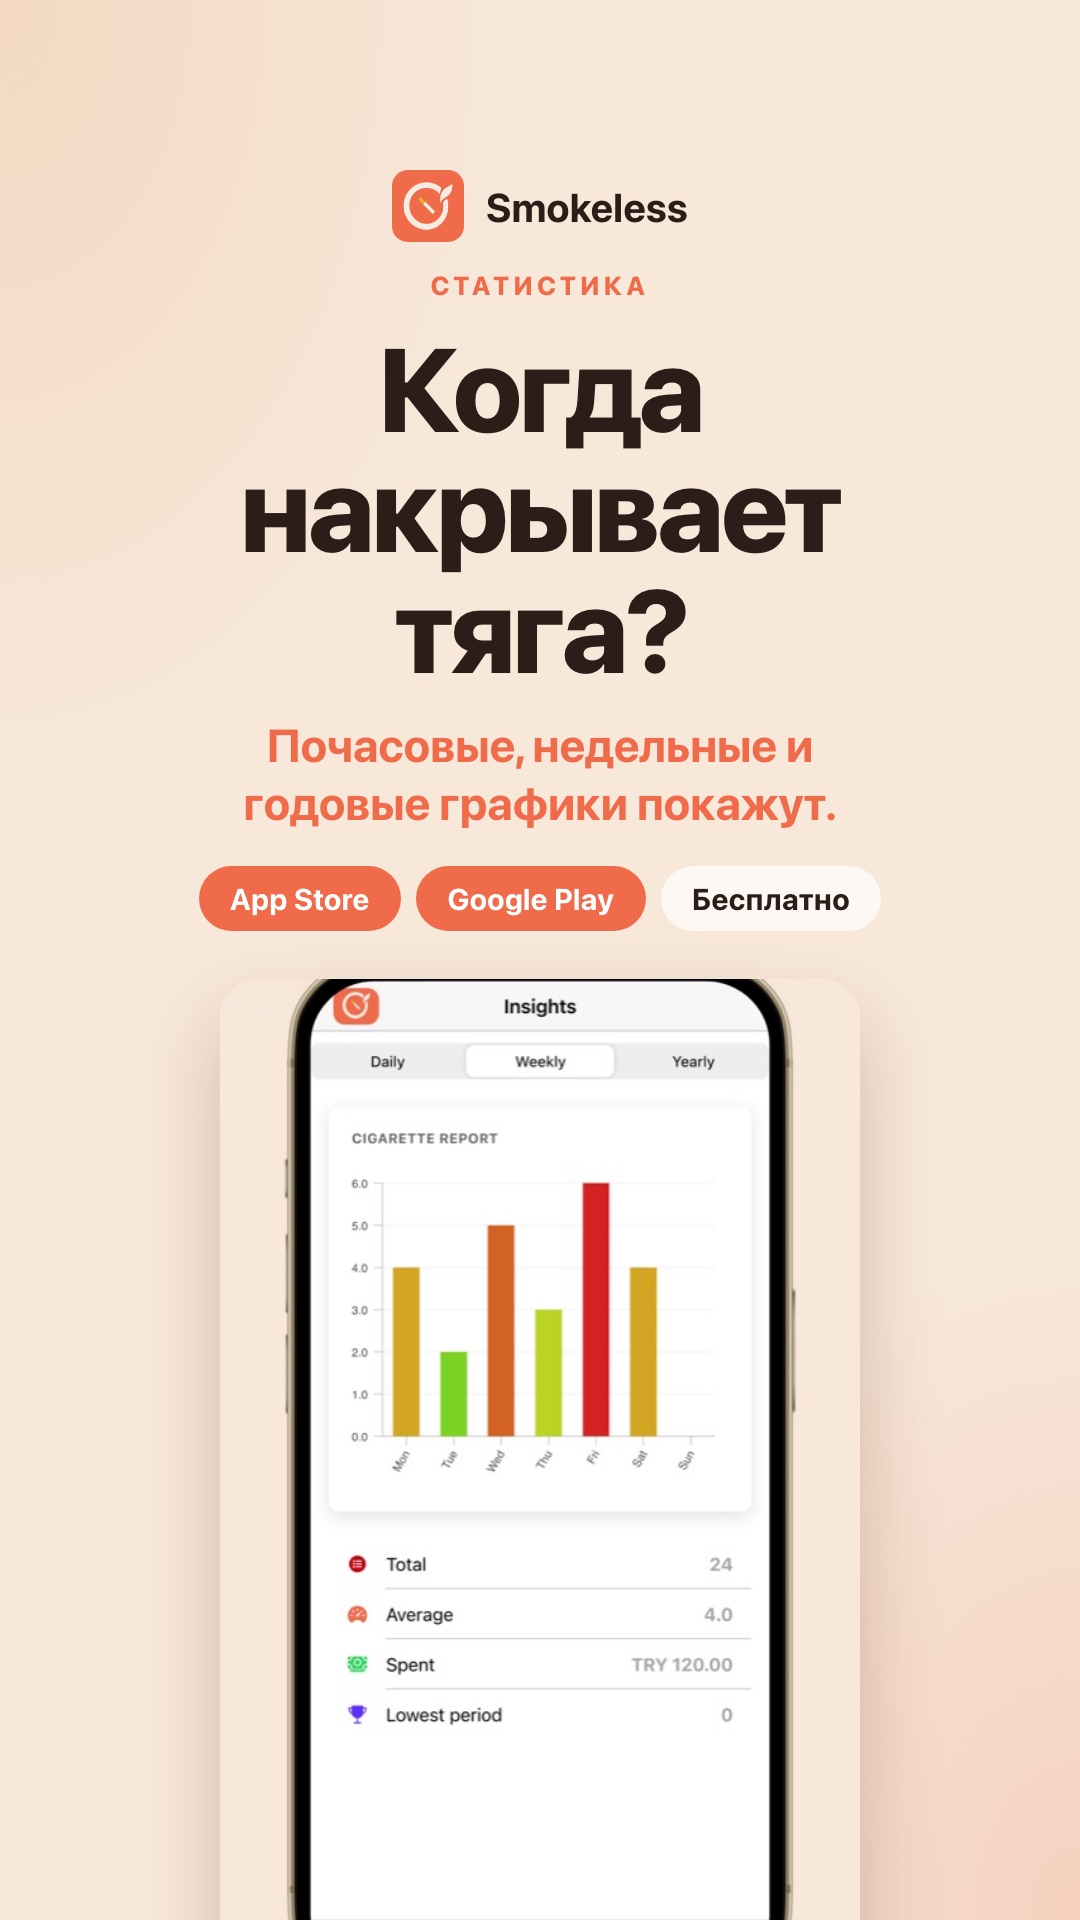 Smokeless
СТАТИСТИКА
Когда
накрывает
тяга?
Почасовые, недельные и
годовые графики покажут.
App Store
Google Play
Бесплатно
Insights
Daily
Weekly
Yearly
CIGARETTE REPORT
6.0
5.0
4.0
3.0
2.0
1.0
0.0
Mon
Tue
Wed
Thu
Fri
Sat
Sun
Total 24
Average 4.0
Spent TRY 120.00
Lowest period 0